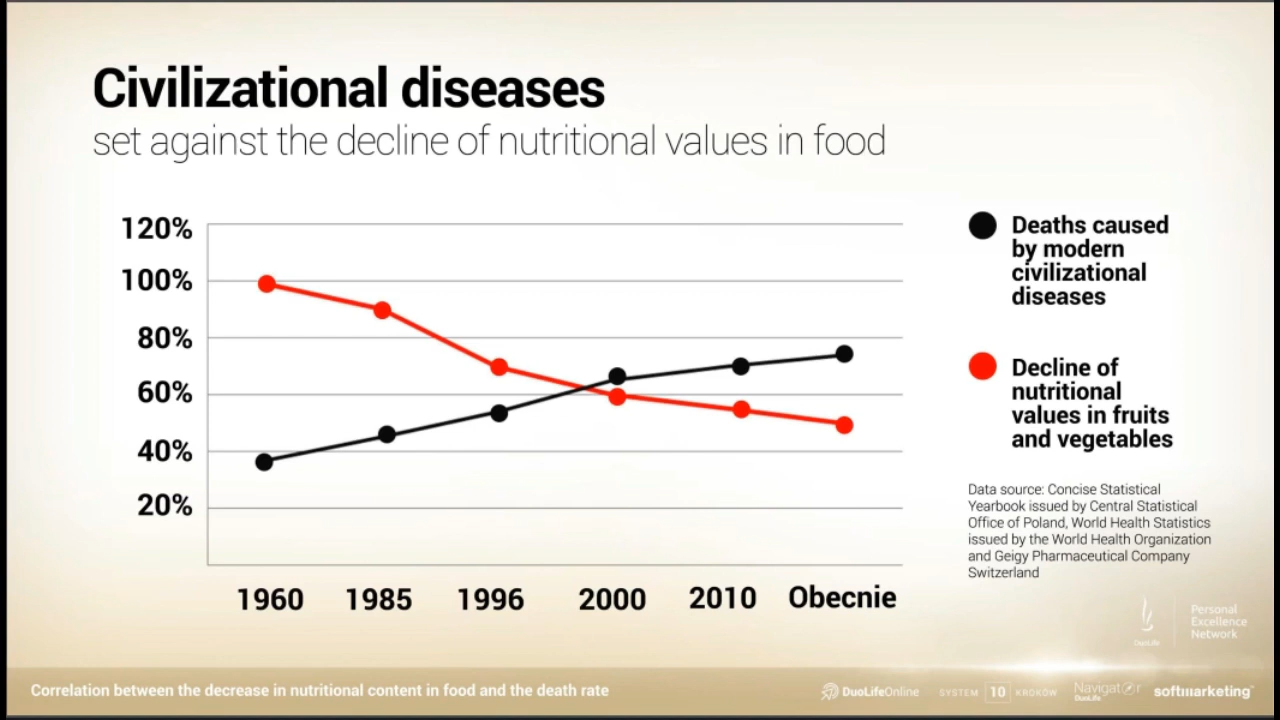 Civilizational diseases
set against the decline of nutritional values in food
120%
100%
80%
60%
40%
20%
1960 1985 1996 2000 2010 Obecnie
Deaths caused
by modern
civilizational
diseases
Decline of
nutritional
values in fruits
and vegetables
Data source: Concise Statistical
Yearbook issued by Central Statistical
Office of Poland, World Health Statistics
issued by the World Health Organization
and Geigy Pharmaceutical Company
Switzerland
DuoLife
Personal
Excellence
Network
Correlation between the decrease in nutritional content in food and the death rate
DuoLifeOnline
SYSTEM 10 KROKÓW
Navigator
DuoLife
softmarketing